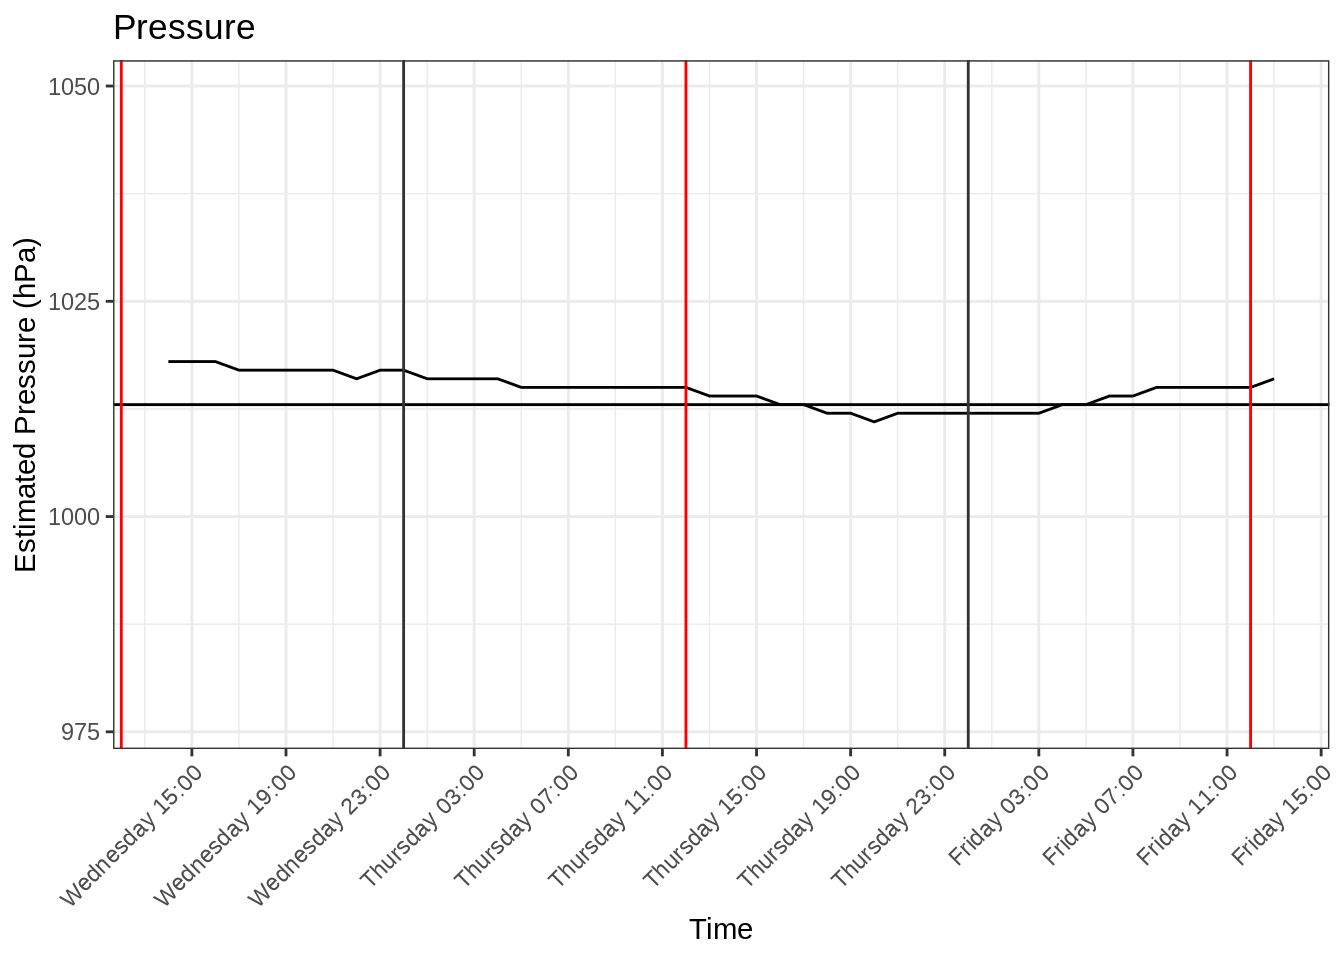 Pressure
Estimated Pressure (hPa)
1050
1025
1000
975
Wednesday 15:00
Wednesday 19:00
Wednesday 23:00
Thursday 03:00
Thursday 07:00
Thursday 11:00
Thursday 15:00
Thursday 19:00
Thursday 23:00
Friday 03:00
Friday 07:00
Friday 11:00
Friday 15:00
Time